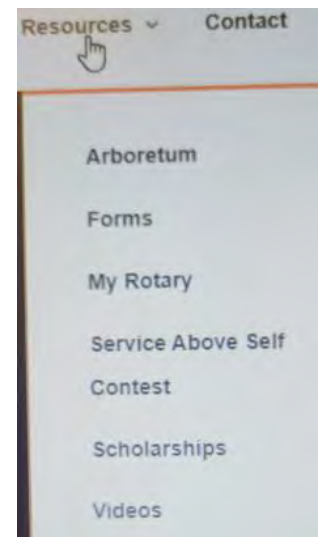 Resources Contact
Arboretum
Forms
My Rotary
Service Above Self
Contest
Scholarships
Videos